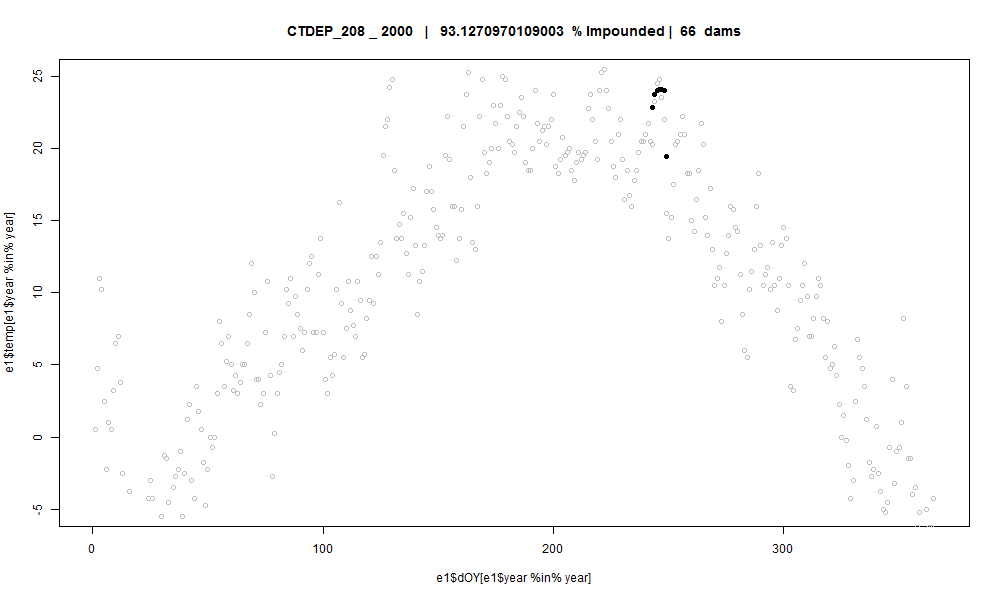 CTDEP_208 _ 2000 | 93.1270970109003 % Impounded | 66 dams
25
20
15
10
5
0
-5
e1$temp[e1$year %in% year]
0 100 200 300
e1$dOY[e1$year %in% year]